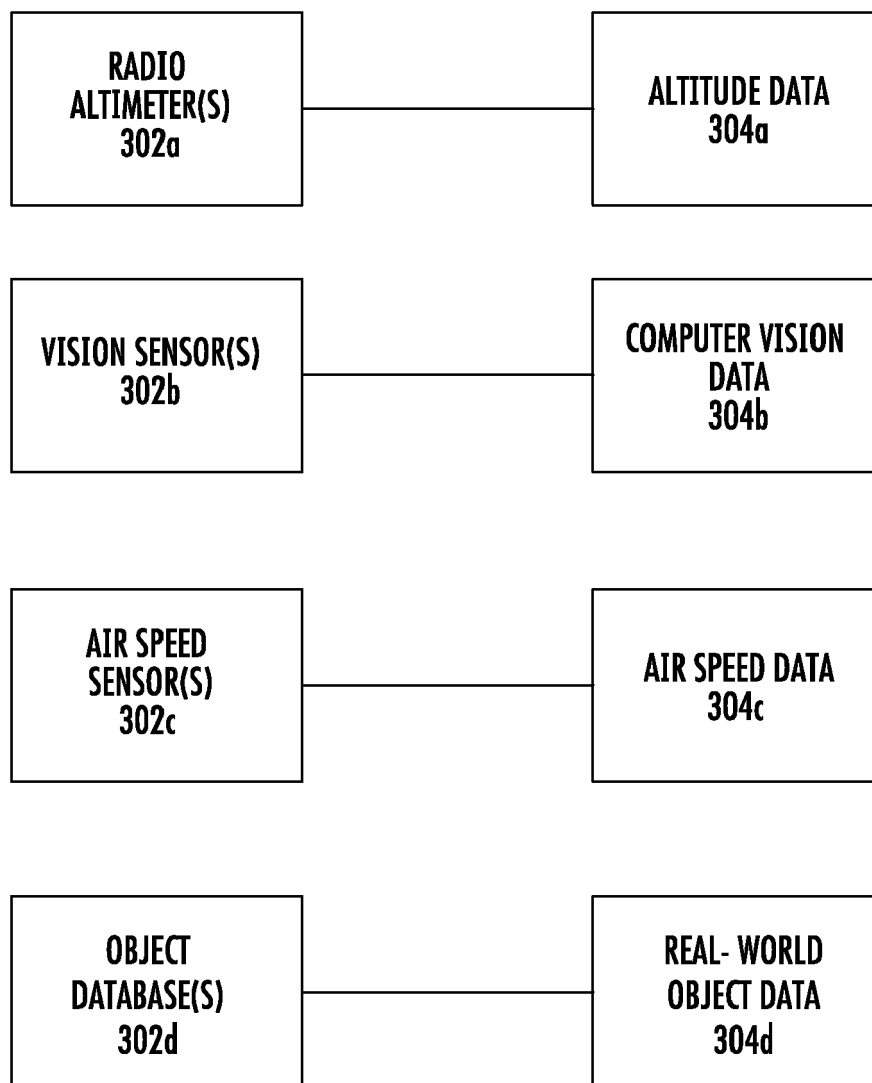 RADIO
ALTIMETER(S)
302a
ALTITUDE DATA
304a
VISION SENSOR(S)
302b
COMPUTER VISION
DATA
304b
AIR SPEED
SENSOR(S)
302c
AIR SPEED DATA
304c
OBJECT
DATABASE(S)
302d
REAL- WORLD
OBJECT DATA
304d